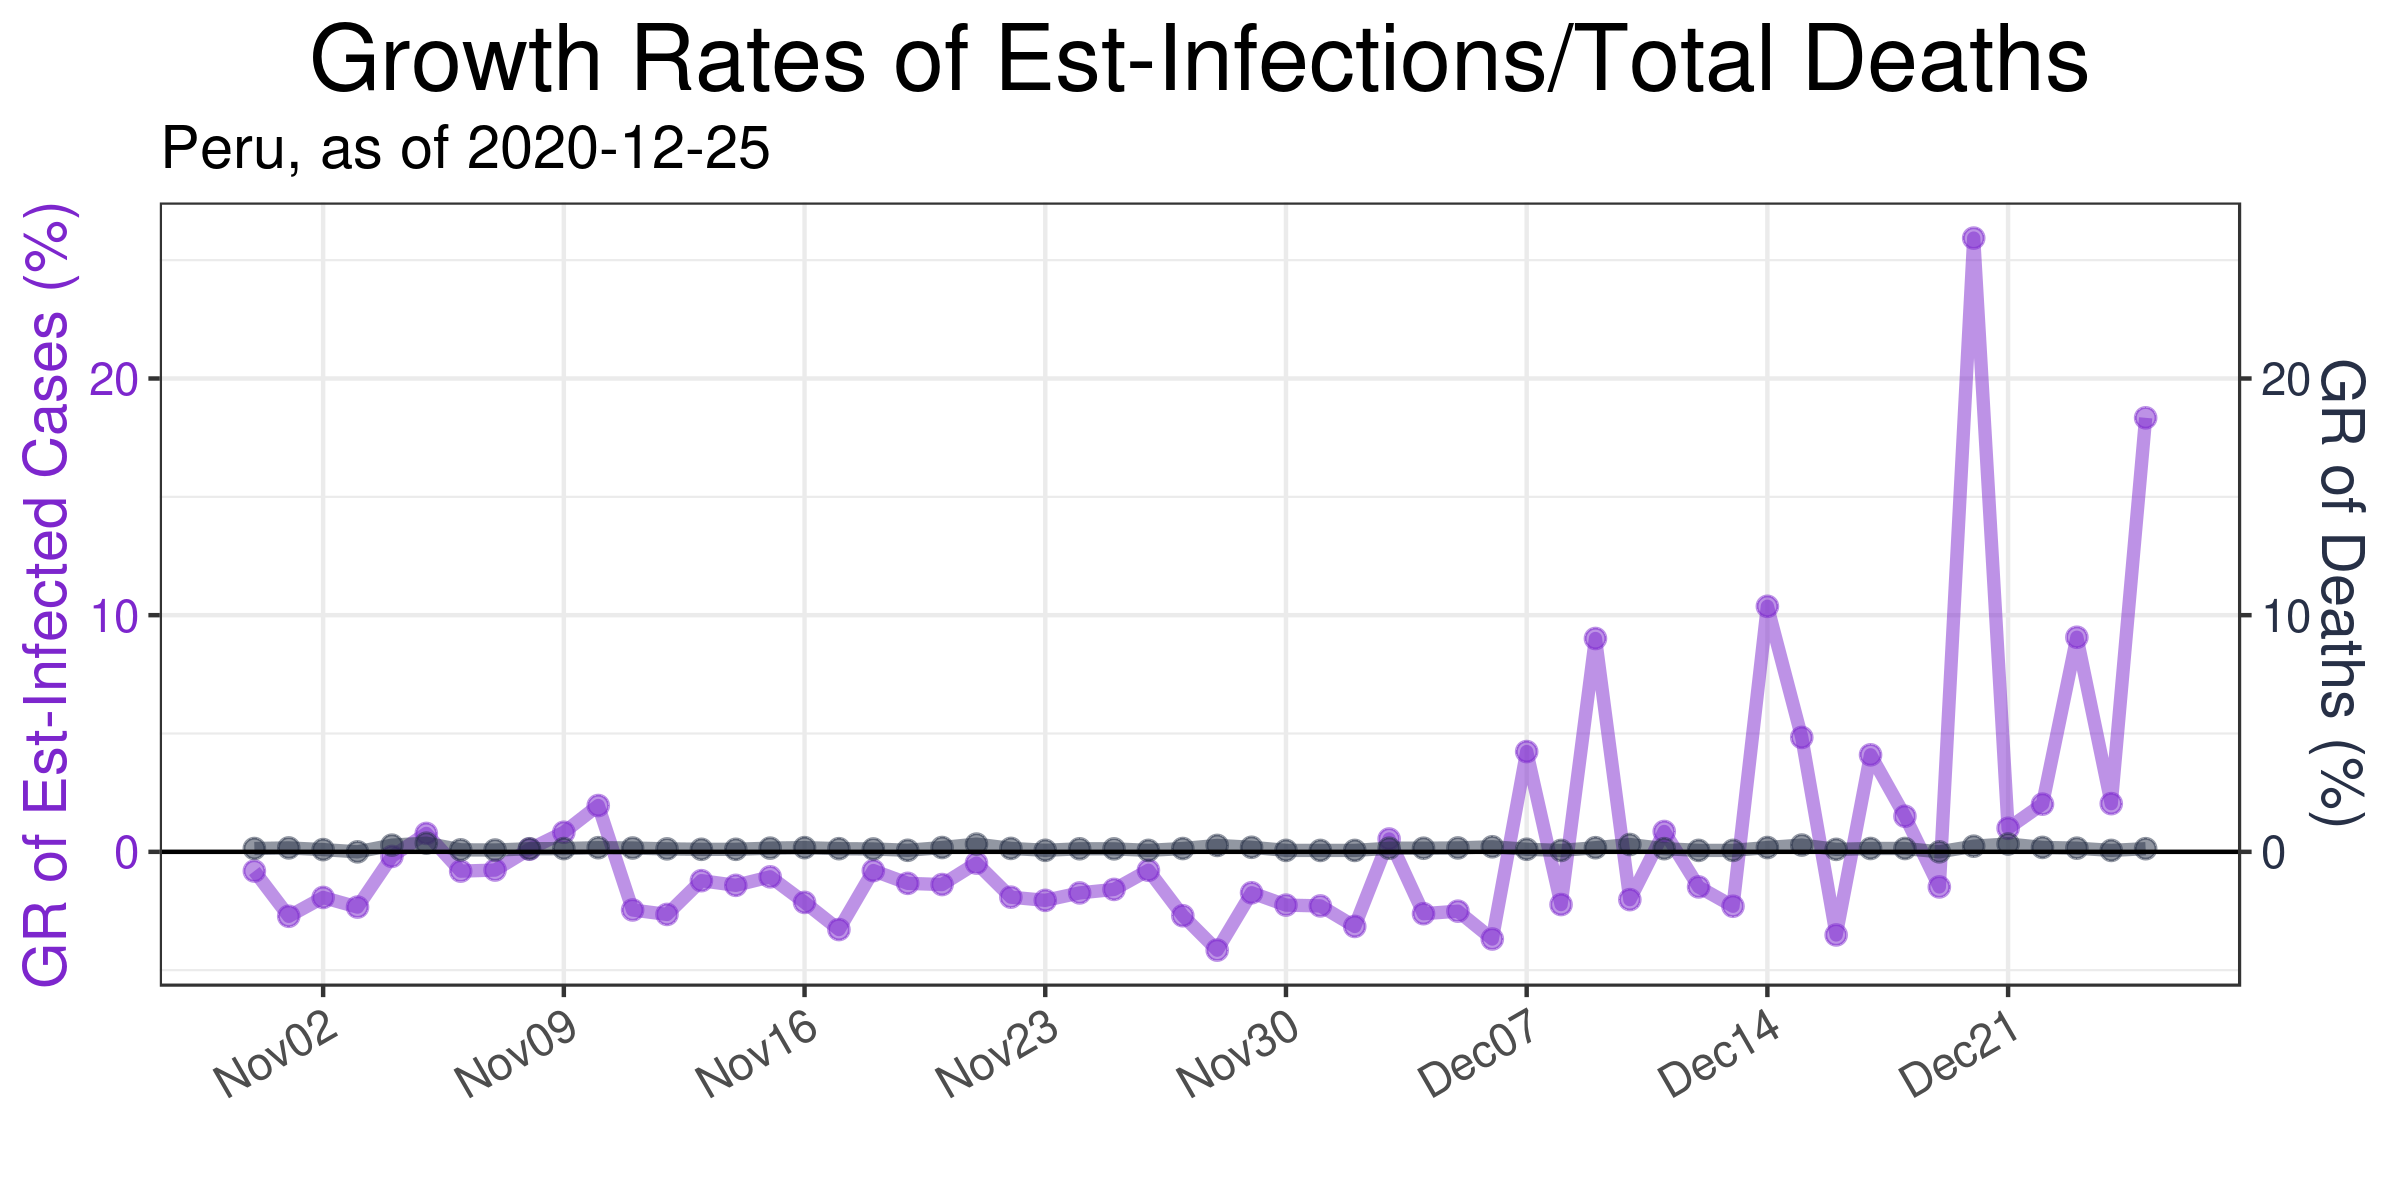 Growth Rates of Est-Infections/Total Deaths
Peru, as of 2020-12-25
GR of Est-Infected Cases (%)
20
10
0
20
10
0
GR of Deaths (%)
Nov02
Nov09
Nov16
Nov23
Nov30
Dec07
Dec14
Dec21